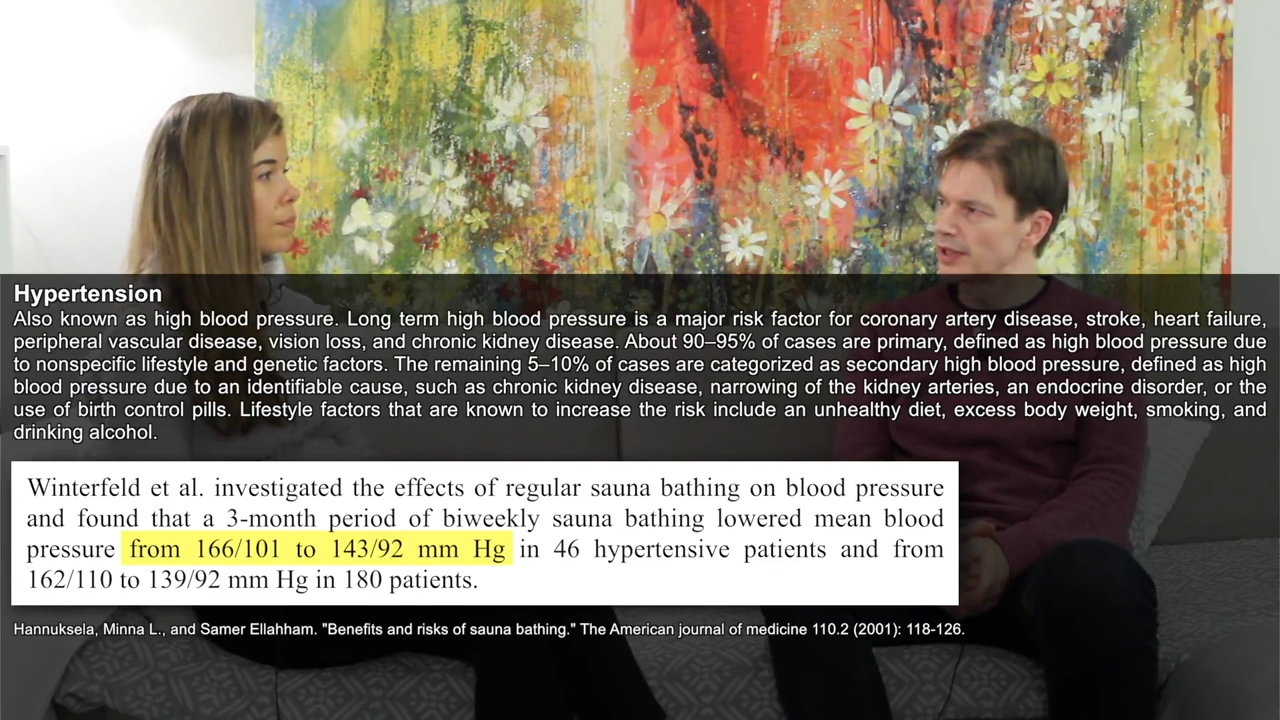 Hypertension
Also known as high blood pressure. Long term high blood pressure is a major risk factor for coronary artery disease, stroke, heart failure,
peripheral vascular disease, vision loss, and chronic kidney disease. About 90–95% of cases are primary, defined as high blood pressure due
to nonspecific lifestyle and genetic factors. The remaining 5–10% of cases are categorized as secondary high blood pressure, defined as high
blood pressure due to an identifiable cause, such as chronic kidney disease, narrowing of the kidney arteries, an endocrine disorder, or the
use of birth control pills. Lifestyle factors that are known to increase the risk include an unhealthy diet, excess body weight, smoking, and
drinking alcohol.
Winterfeld et al. investigated the effects of regular sauna bathing on blood pressure
and found that a 3-month period of biweekly sauna bathing lowered mean blood
pressure from 166/101 to 143/92 mm Hg in 46 hypertensive patients and from
162/110 to 139/92 mm Hg in 180 patients.
Hannuksela, Minna L., and Samer Ellahham. "Benefits and risks of sauna bathing." The American journal of medicine 110.2 (2001): 118-126.